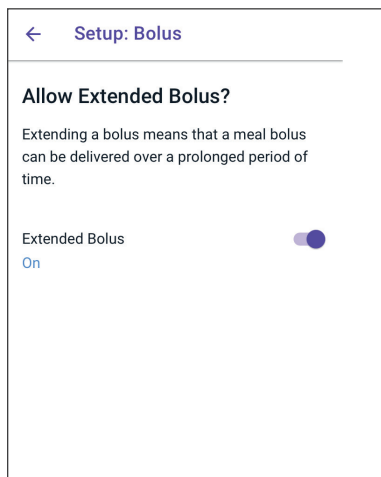 Setup: Bolus
Allow Extended Bolus?
Extending a bolus means that a meal bolus
can be delivered over a prolonged period of
time.
Extended Bolus
On